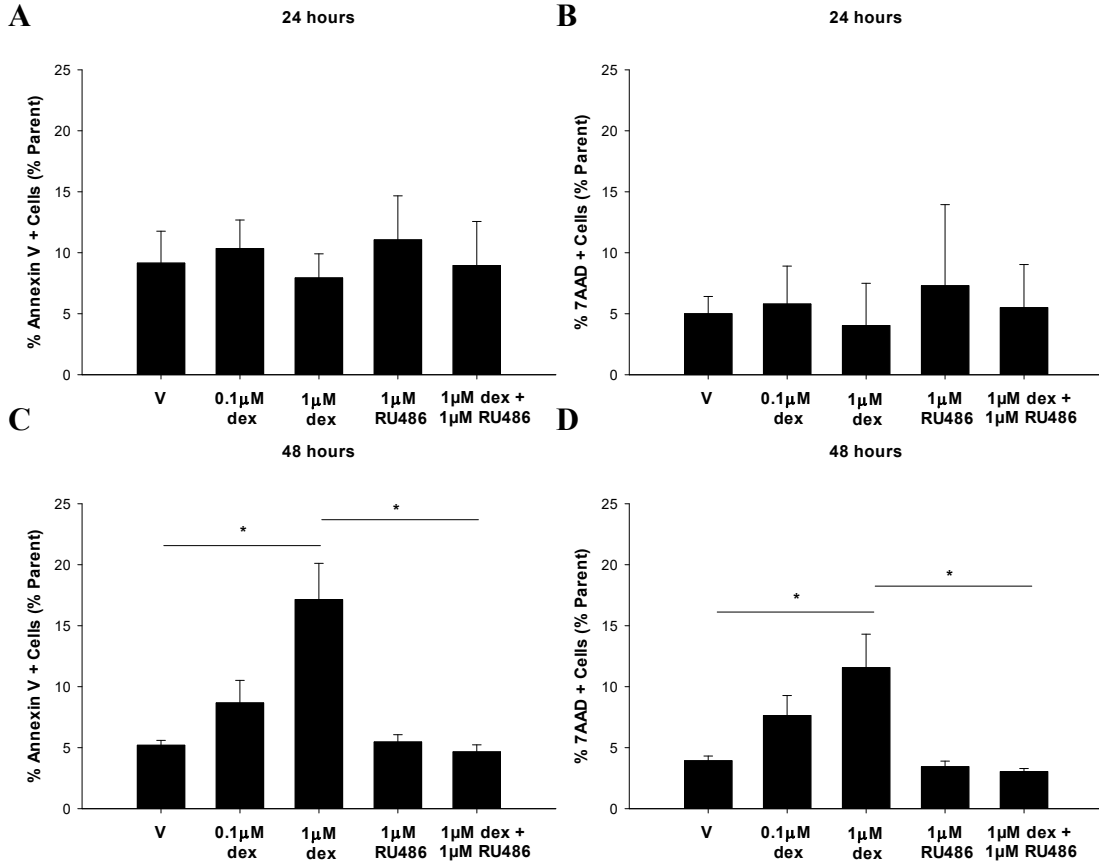 A
24 hours
% Annexin V + Cells (% Parent)
25
20
15
10
5
0
V
0.1μM
dex
1μM
dex
1μM
RU486
1μM dex +
1μM RU486
B
24 hours
% 7AAD + Cells (% Parent)
25
20
15
10
5
0
V
0.1μM
dex
1μM
dex
1μM
RU486
1μM dex +
1μM RU486
C
48 hours
% Annexin V + Cells (% Parent)
25
20
15
10
5
0
*
*
V
0.1μM
dex
1μM
dex
1μM
RU486
1μM dex +
1μM RU486
D
48 hours
% 7AAD + Cells (% Parent)
25
20
15
10
5
0
*
*
V
0.1μM
dex
1μM
dex
1μM
RU486
1μM dex +
1μM RU486